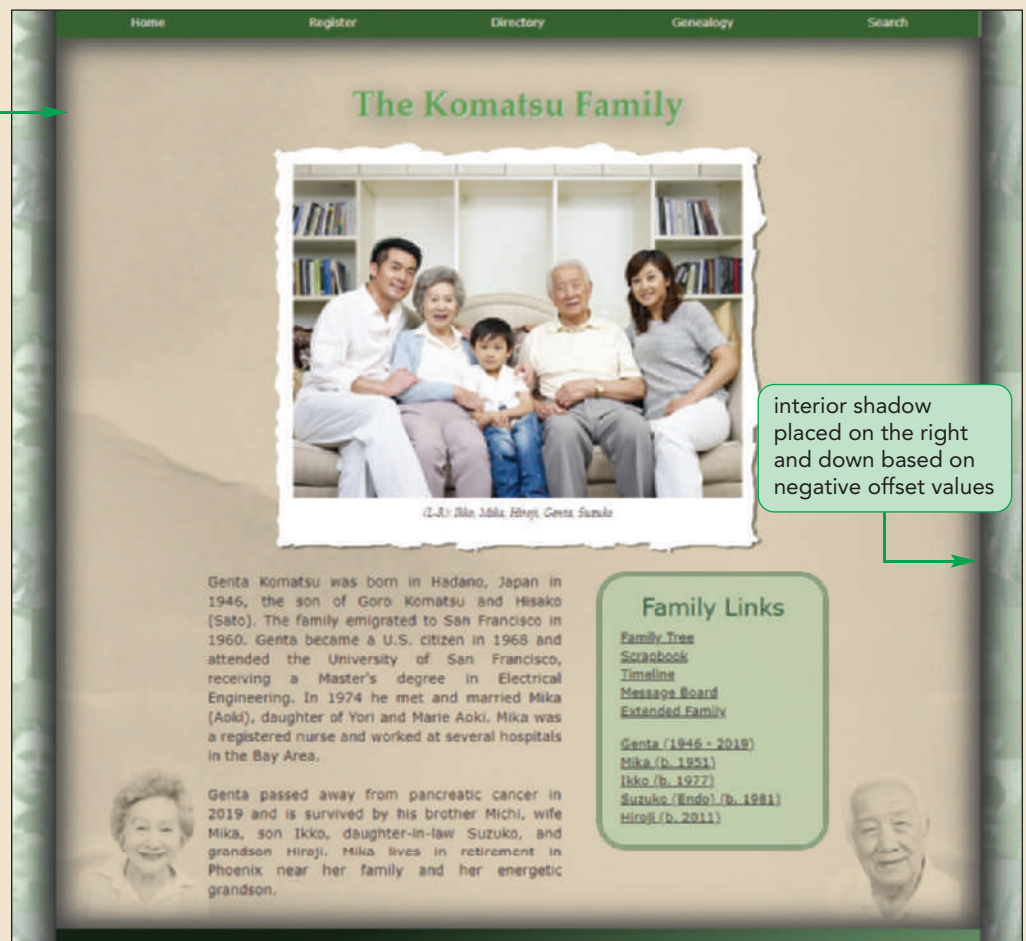 Home Register Directory Genealogy Search
The Komatsu Family
(L-R): Ikko, Mika, Hiroji, Genta, Suzuko
interior shadow
placed on the right
and down based on
negative offset values
Genta Komatsu was born in Hadano, Japan in
1946, the son of Goro Komatsu and Hisako
(Sato). The family emigrated to San Francisco in
1960. Genta became a U.S. citizen in 1968 and
attended the University of San Francisco,
receiving a Master's degree in Electrical
Engineering. In 1974 he met and married Mika
(Aoki), daughter of Yori and Marie Aoki. Mika was
a registered nurse and worked at several hospitals
in the Bay Area.
Genta passed away from pancreatic cancer in
2019 and is survived by his brother Michi, wife
Mika, son Ikko, daughter-in-law Suzuko, and
grandson Hiroji. Mika lives in retirement in
Phoenix near her family and her energetic
grandson.
Family Links
Family Tree
Scrapbook
Timeline
Message Board
Extended Family
Genta (1946 - 2019)
Mika (b. 1951)
Ikko (b. 1977)
Suzuko (Endo) (b. 1981)
Hiroji (b. 2011)